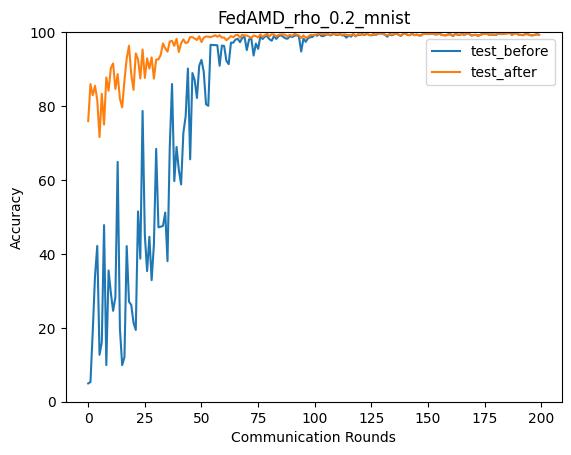 FedAMD_rho_0.2_mnist
100
80
60
40
20
0
Accuracy
test_before
test_after
0 25 50 75 100 125 150 175 200
Communication Rounds